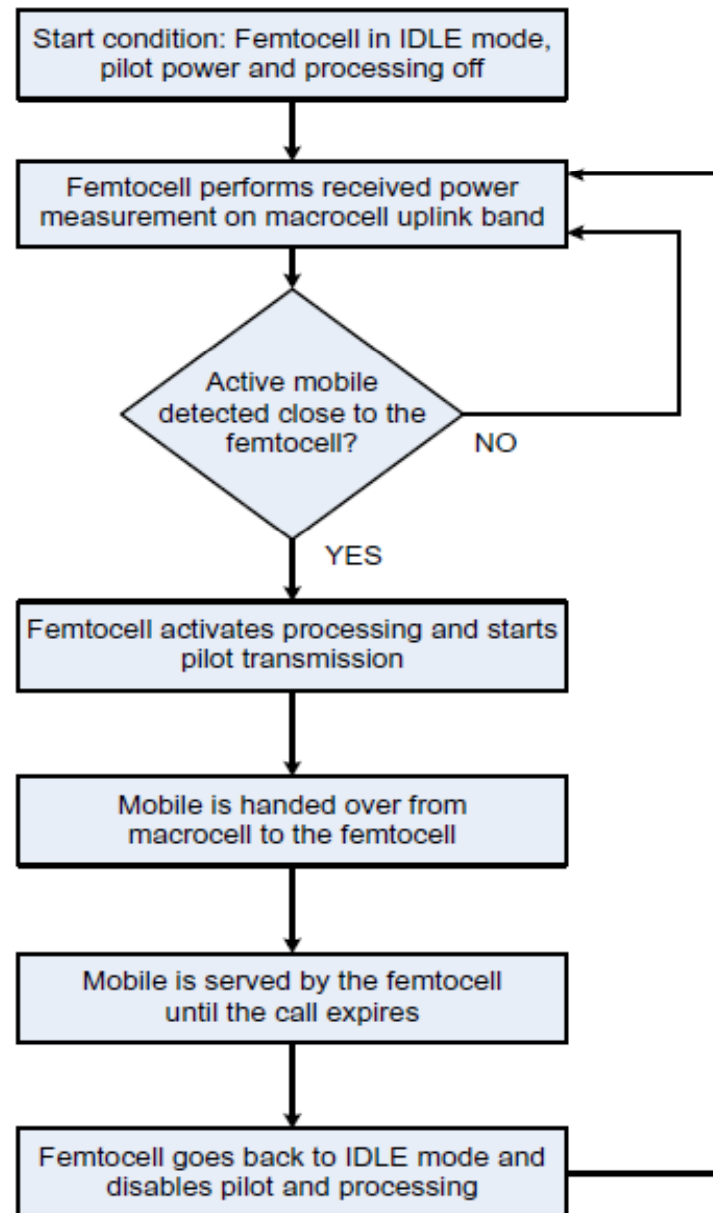 Start condition: Femtocell in IDLE mode,
pilot power and processing off
Femtocell performs received power
measurement on macrocell uplink band
Active mobile
detected close to the
femtocell?
NO
YES
Femtocell activates processing and starts
pilot transmission
Mobile is handed over from
macrocell to the femtocell
Mobile is served by the femtocell
until the call expires
Femtocell goes back to IDLE mode and
disables pilot and processing